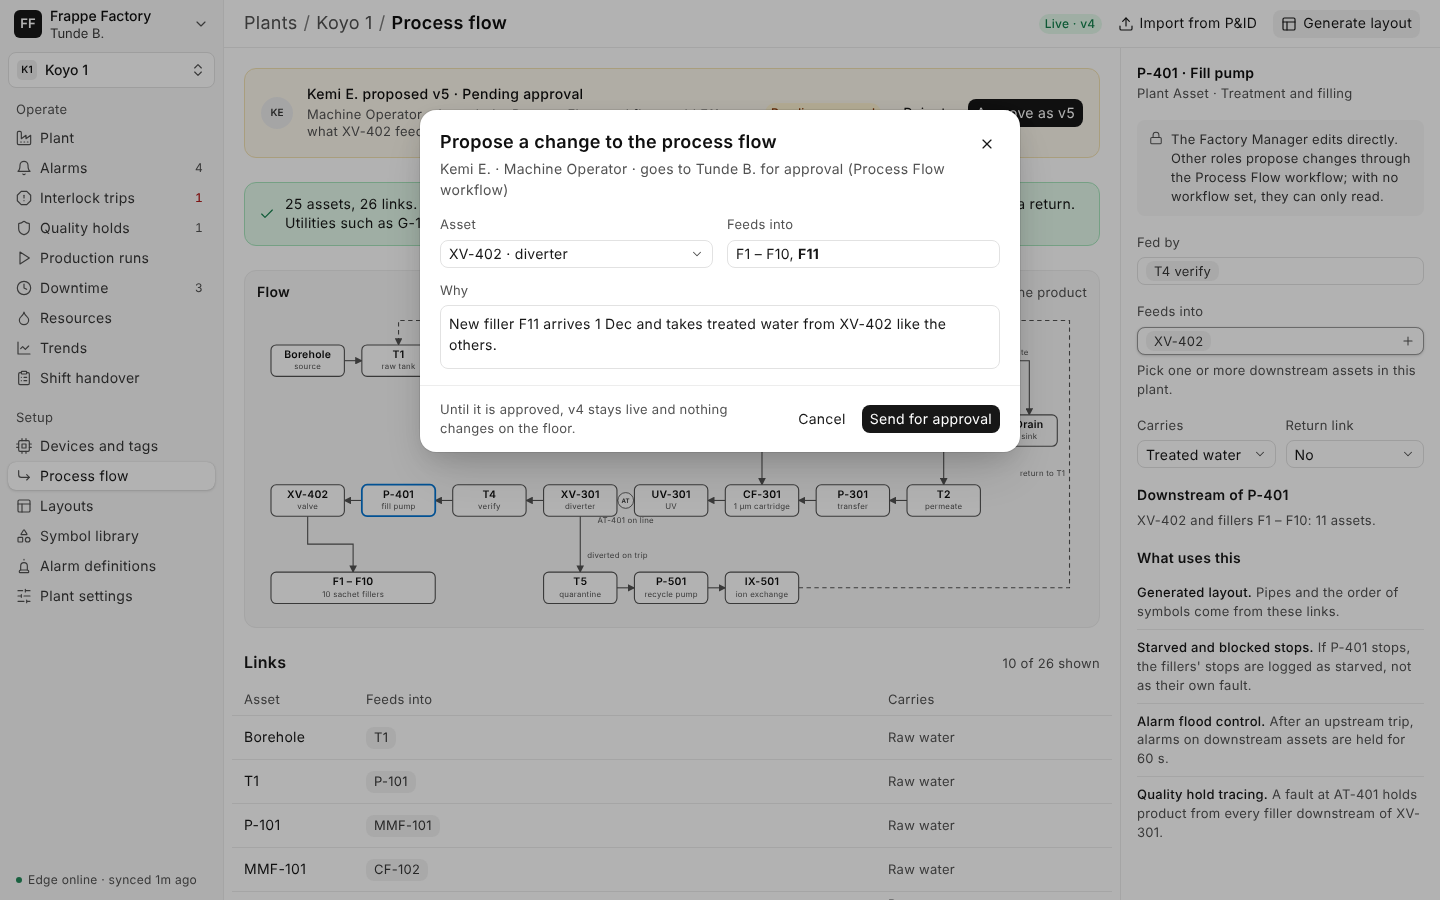 FF
Frappe Factory
Tunde B.
K1
Koyo 1
Operate
Plant
Alarms 4
Interlock trips 1
Quality holds 1
Production runs
Downtime 3
Resources
Trends
Shift handover
Setup
Devices and tags
Process flow
Layouts
Symbol library
Alarm definitions
Plant settings
Edge online · synced 1m ago
Plants / Koyo 1 / Process flow
Live · v4
Import from P&ID
Generate layout
KE
Kemi E. proposed v5 · Pending approval
Machine Operator
what XV-402 feed
ve as v5
25 assets, 26 links.
a return.
Utilities such as G-1
Propose a change to the process flow
Kemi E. · Machine Operator · goes to Tunde B. for approval (Process Flow
workflow)
Asset
Feeds into
XV-402 · diverter
F1 – F10, F11
Why
New filler F11 arrives 1 Dec and takes treated water from XV-402 like the
others.
Until it is approved, v4 stays live and nothing
changes on the floor.
Cancel
Send for approval
Flow
product
Borehole
source
T1
raw tank
Drain
sink
return to T1
XV-402
valve
P-401
fill pump
T4
verify
XV-301
diverter
AT
UV-301
UV
CF-301
1 µm cartridge
P-301
transfer
T2
permeate
AT-401 on line
diverted on trip
F1 – F10
10 sachet fillers
T5
quarantine
P-501
recycle pump
IX-501
ion exchange
Links
10 of 26 shown
Asset Feeds into Carries
Borehole T1 Raw water
T1 P-101 Raw water
P-101 MMF-101 Raw water
MMF-101 CF-102 Raw water
P-401 · Fill pump
Plant Asset · Treatment and filling
The Factory Manager edits directly.
Other roles propose changes through
the Process Flow workflow; with no
workflow set, they can only read.
Fed by
T4 verify
Feeds into
XV-402
Pick one or more downstream assets in this
plant.
Carries
Return link
Treated water
No
Downstream of P-401
XV-402 and fillers F1 – F10: 11 assets.
What uses this
Generated layout. Pipes and the order of
symbols come from these links.
Starved and blocked stops. If P-401 stops,
the fillers' stops are logged as starved, not
as their own fault.
Alarm flood control. After an upstream trip,
alarms on downstream assets are held for
60 s.
Quality hold tracing. A fault at AT-401 holds
product from every filler downstream of XV-
301.